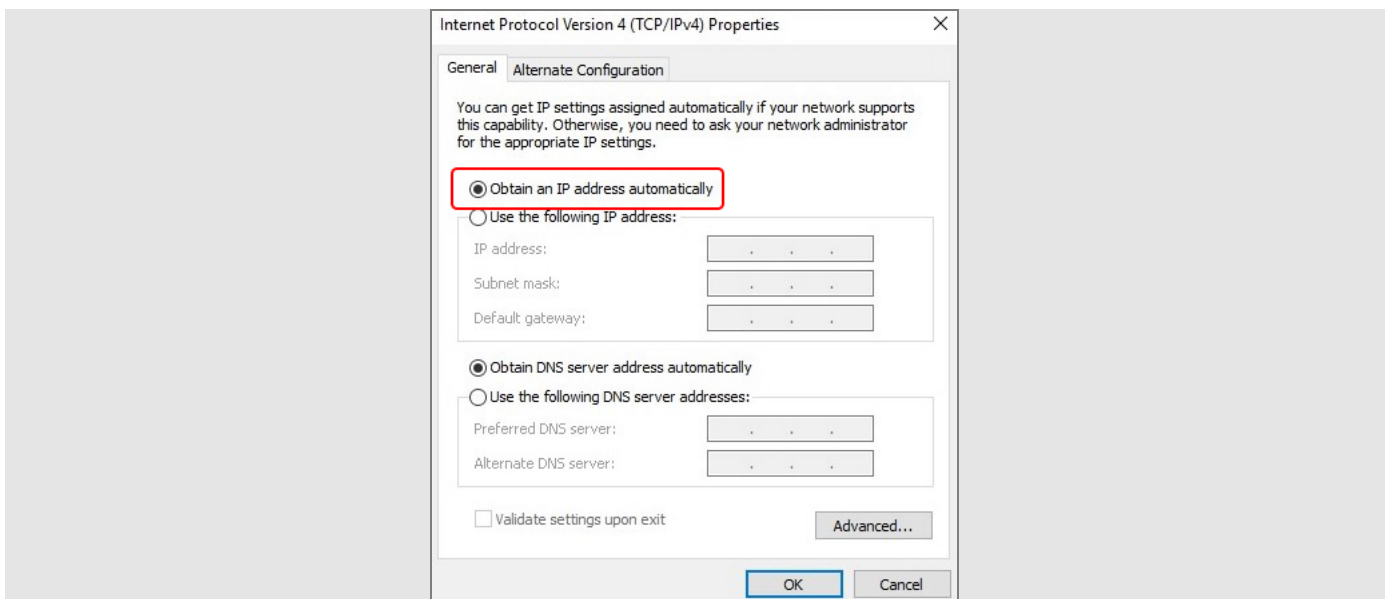 Internet Protocol Version 4 (TCP/IPv4) Properties
General
Alternate Configuration
You can get IP settings assigned automatically if your network supports
this capability. Otherwise, you need to ask your network administrator
for the appropriate IP settings.
Obtain an IP address automatically
Use the following IP address:
IP address:
Subnet mask:
Default gateway:
Obtain DNS server address automatically
Use the following DNS server addresses:
Preferred DNS server:
Alternate DNS server:
Validate settings upon exit
Advanced...
OK
Cancel